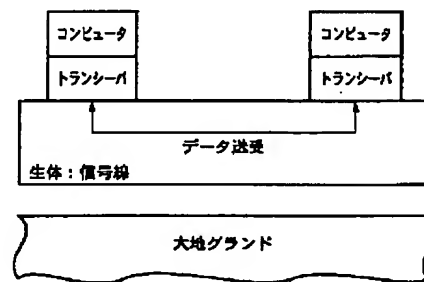 コンピュータ
コンピュータ
トランシーバ
トランシーバ
データ送受
生体：信号線
大地グランド